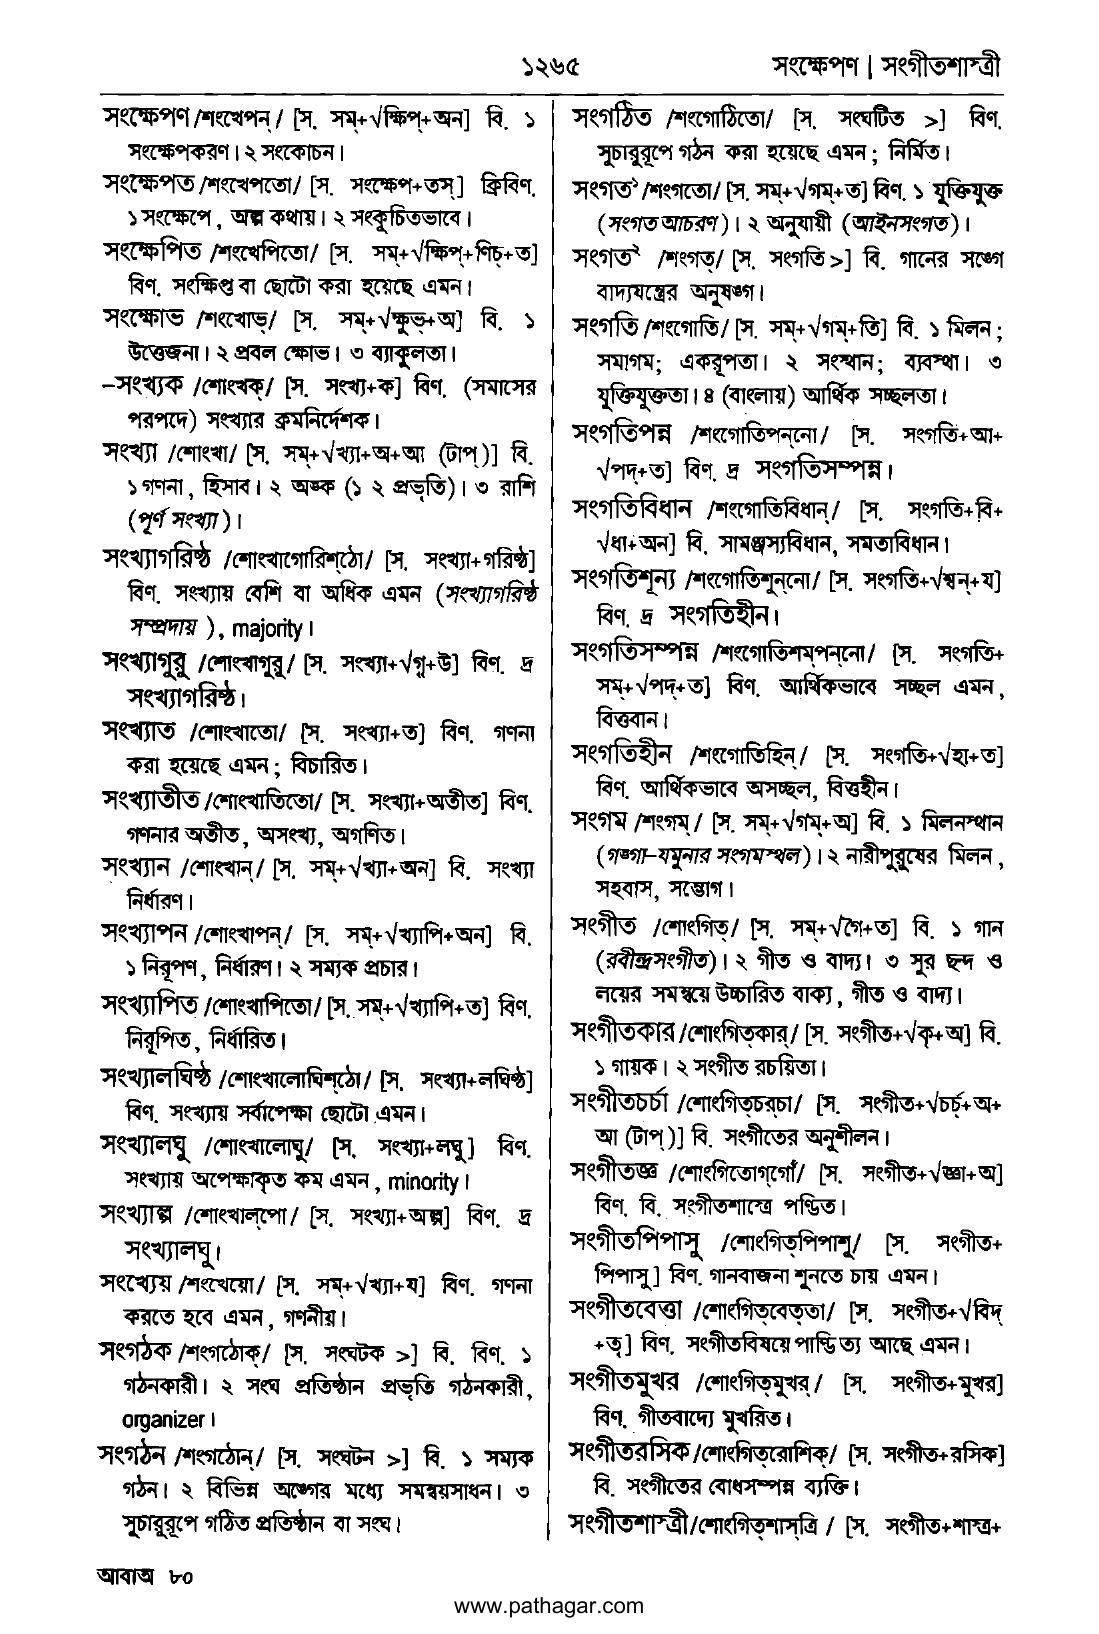 ১২৬৫
সংক্ষেপণ | সংগীতশাস্ত্রী
সংক্ষেপণ /শংখেপন্/ [স. সম্+√ক্ষিপ্+অন] বি. ১
সংক্ষেপকরণ। ২ সংকোচন।
সংক্ষেপত /শংখেপতো/ [স. সংক্ষেপ+তস্] ক্রিবিণ.
১ সংক্ষেপে, অল্প কথায়। ২ সংকুচিতভাবে।
সংক্ষেপিত /শংখেপিতো/ [স. সম্+√ক্ষিপ্+ণিচ্+ত]
বিণ. সংক্ষিপ্ত বা ছোটো করা হয়েছে এমন।
সংক্ষোভ /শংখোভ্/ [স. সম্+√ক্ষুভ্+অ] বি. ১
উত্তেজনা। ২ প্রবল ক্ষোভ। ৩ ব্যাকুলতা।
–সংখ্যক /শোংখক্/ [স. সংখ্য+ক] বিণ. (সমাসের
পরপদে) সংখ্যার ক্রমনির্দেশক।
সংখ্যা /শোংখা/ [স. সম্+√খ্যা+অ+আ (টাপ্)] বি.
১ গণনা, হিসাব। ২ অঙ্ক (১ ২ প্রভৃতি)। ৩ রাশি
(পূর্ণ সংখ্যা)।
সংখ্যাগরিষ্ঠ /শোংখাগোরিশ্‌ঠো/ [স. সংখ্যা+গরিষ্ঠ]
বিণ. সংখ্যায় বেশি বা অধিক এমন (সংখ্যাগরিষ্ঠ
সম্প্রদায়), majority।
সংখ্যাগুরু /শোংখাগুরু/ [স. সংখ্যা+√গৄ+উ] বিণ. দ্র
সংখ্যাগরিষ্ঠ।
সংখ্যাত /শোংখাতো/ [স. সংখ্যা+ত] বিণ. গণনা
করা হয়েছে এমন; বিচারিত।
সংখ্যাতীত /শোংখাতিতো/ [স. সংখ্যা+অতীত] বিণ.
গণনার অতীত, অসংখ্য, অগণিত।
সংখ্যান /শোংখান্/ [স. সম্+√খ্যা+অন] বি. সংখ্যা
নির্ধারণ।
সংখ্যাপন /শোংখাপন্/ [স. সম্+√খ্যাপি+অন] বি.
১ নিরূপণ, নির্ধারণ। ২ সম্যক প্রচার।
সংখ্যাপিত /শোংখাপিতো/ [স. সম্+√খ্যাপি+ত] বিণ.
নিরূপিত, নির্ধারিত।
সংখ্যালঘিষ্ঠ /শোংখালোঘিশ্‌ঠো/ [স. সংখ্যা+লঘিষ্ঠ]
বিণ. সংখ্যায় সর্বাপেক্ষা ছোটো এমন।
সংখ্যালঘু /শোংখালোঘু/ [স. সংখ্যা+লঘু] বিণ.
সংখ্যায় অপেক্ষাকৃত কম এমন, minority।
সংখ্যাল্প /শোংখাল্‌পো/ [স. সংখ্যা+অল্প] বিণ. দ্র
সংখ্যালঘু।
সংখ্যেয় /শংখেয়ো/ [স. সম্+√খ্যা+য] বিণ. গণনা
করতে হবে এমন, গণনীয়।
সংগঠক /শংগঠোক্/ [স. সংঘটক >] বি. বিণ. ১
গঠনকারী। ২ সংঘ প্রতিষ্ঠান প্রভৃতি গঠনকারী,
organizer।
সংগঠন /শংগঠোন্/ [স. সংঘটন >] বি. ১ সম্যক
গঠন। ২ বিভিন্ন অঙ্গের মধ্যে সমন্বয়সাধন। ৩
সুচারুরূপে গঠিত প্রতিষ্ঠান বা সংঘ।
আবাঅ ৮০
সংগঠিত /শংগোঠিতো/ [স. সংঘটিত >] বিণ.
সুচারুরূপে গঠন করা হয়েছে এমন; নির্মিত।
সংগত১ /শংগতো/ [স. সম্+√গম্+ত] বিণ. ১ যুক্তিযুক্ত
(সংগত আচরণ)। ২ অনুযায়ী (আইনসংগত)।
সংগত২ /শংগত্/ [স. সংগতি >] বি. গানের সঙ্গে
বাদ্যযন্ত্রের অনুষঙ্গ।
সংগতি /শংগোতি/ [স. সম্+√গম্+তি] বি. ১ মিলন;
সমাগম; একরূপতা। ২ সংস্থান; ব্যবস্থা। ৩
যুক্তিযুক্ততা। ৪ (বাংলায়) আর্থিক সচ্ছলতা।
সংগতিপন্ন /শংগোতিপন্‌নো/ [স. সংগতি+আ+
√পদ্+ত] বিণ. দ্র সংগতিসম্পন্ন।
সংগতিবিধান /শংগোতিবিধান্/ [স. সংগতি+বি+
√ধা+অন] বি. সামঞ্জস্যবিধান, সমতাবিধান।
সংগতিশূন্য /শংগোতিশুন্‌নো/ [স. সংগতি+√শ্বন্+য]
বিণ. দ্র সংগতিহীন।
সংগতিসম্পন্ন /শংগোতিশম্‌পন্‌নো/ [স. সংগতি+
সম্+√পদ্+ত] বিণ. আর্থিকভাবে সচ্ছল এমন,
বিত্তবান।
সংগতিহীন /শংগোতিহিন্/ [স. সংগতি+√হা+ত]
বিণ. আর্থিকভাবে অসচ্ছল, বিত্তহীন।
সংগম /শংগম্/ [স. সম্+√গম্+অ] বি. ১ মিলনস্থান
(গঙ্গা-যমুনার সংগমস্থল)। ২ নারীপুরুষের মিলন,
সহবাস, সম্ভোগ।
সংগীত /শোংগিত্/ [স. সম্+√গৈ+ত] বি. ১ গান
(রবীন্দ্রসংগীত)। ২ গীত ও বাদ্য। ৩ সুর ছন্দ ও
লয়ের সমন্বয়ে উচ্চারিত বাক্য, গীত ও বাদ্য।
সংগীতকার /শোংগিত্‌কার্/ [স. সংগীত+√কৃ+অ] বি.
১ গায়ক। ২ সংগীত রচয়িতা।
সংগীতচর্চা /শোংগিত্‌চর্‌চা/ [স. সংগীত+√চর্চ্+অ+
আ (টাপ্)] বি. সংগীতের অনুশীলন।
সংগীতজ্ঞ /শোংগিতোগ্‌গোঁ/ [স. সংগীত+√জ্ঞা+অ]
বিণ. বি. সংগীতশাস্ত্রে পণ্ডিত।
সংগীতপিপাসু /শোংগিত্‌পিপাশু/ [স. সংগীত+
পিপাসু] বিণ. গানবাজনা শুনতে চায় এমন।
সংগীতবেত্তা /শোংগিত্‌বেত্‌তা/ [স. সংগীত+√বিদ্
+তৃ] বিণ. সংগীতবিষয়ে পাণ্ডিত্য আছে এমন।
সংগীতমুখর /শোংগিত্‌মুখর্/ [স. সংগীত+মুখর]
বিণ. গীতবাদ্যে মুখরিত।
সংগীতরসিক /শোংগিত্‌রোশিক্/ [স. সংগীত+রসিক]
বি. সংগীতের বোধসম্পন্ন ব্যক্তি।
সংগীতশাস্ত্রী /শোংগিত্‌শাস্‌ত্রি/ [স. সংগীত+শাস্ত্র+
www.pathagar.com